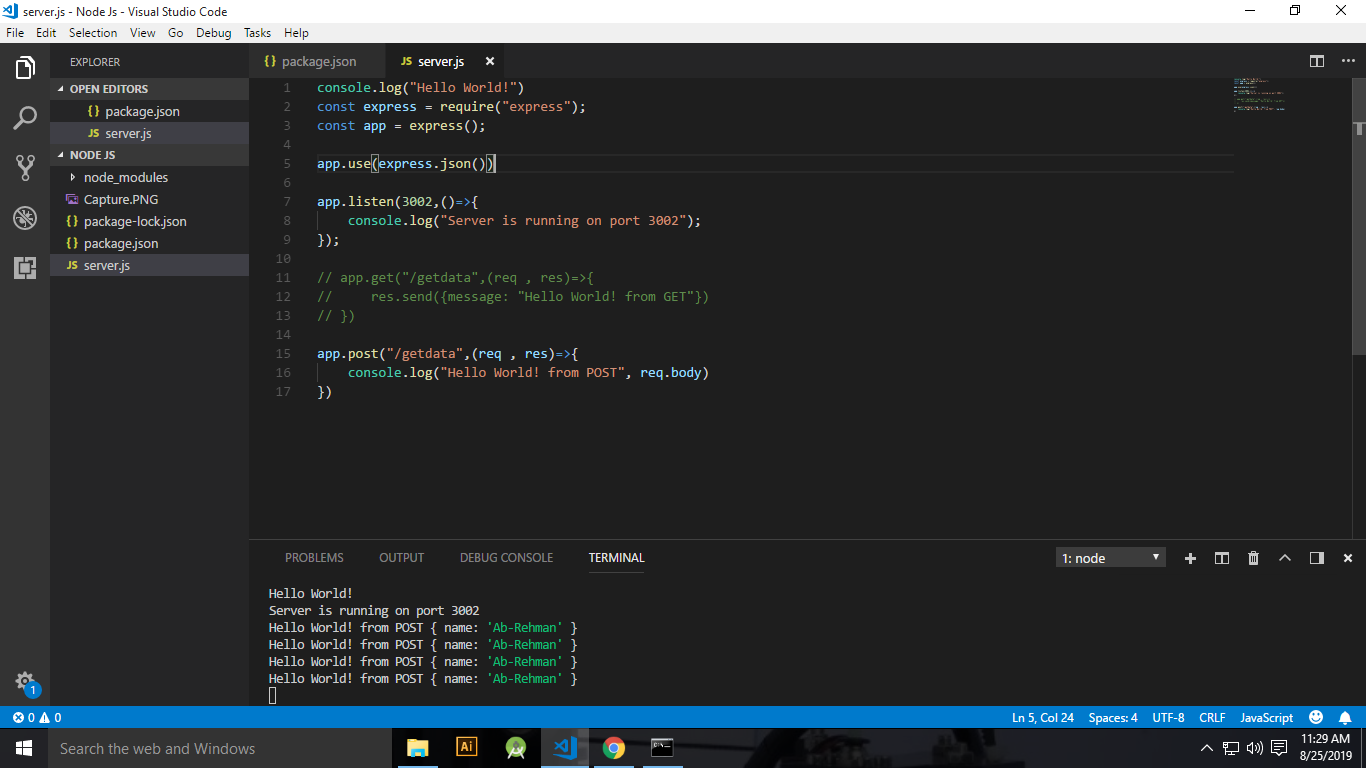 server.js - Node Js - Visual Studio Code
File Edit Selection View Go Debug Tasks Help
EXPLORER
OPEN EDITORS
{} package.json
JS server.js
NODE JS
node_modules
Capture.PNG
{} package-lock.json
{} package.json
JS server.js
1
{} package.json JS server.js
1 console.log("Hello World!")
2 const express = require("express");
3 const app = express();
4
5 app.use(express.json())
6
7 app.listen(3002,()=>{
8     console.log("Server is running on port 3002");
9 });
10
11 // app.get("/getdata",(req , res)=>{
12 //     res.send({message: "Hello World! from GET"})
13 // })
14
15 app.post("/getdata",(req , res)=>{
16     console.log("Hello World! from POST", req.body)
17 })
PROBLEMS OUTPUT DEBUG CONSOLE TERMINAL 1: node
Hello World!
Server is running on port 3002
Hello World! from POST { name: 'Ab-Rehman' }
Hello World! from POST { name: 'Ab-Rehman' }
Hello World! from POST { name: 'Ab-Rehman' }
Hello World! from POST { name: 'Ab-Rehman' }
0 0 Ln 5, Col 24 Spaces: 4 UTF-8 CRLF JavaScript
Search the web and Windows Ai 11:29 AM
8/25/2019